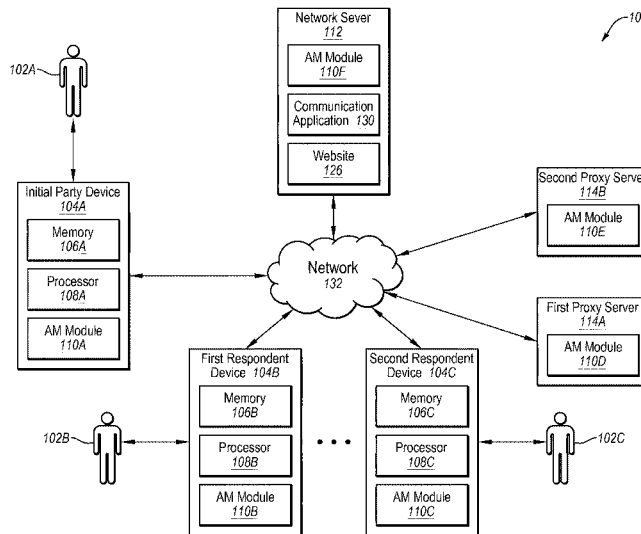 Network Sever
112
10
AM Module
110F
102A
Communication
Application 130
Website
126
Initial Party Device
104A
Memory
106A
Processor
108A
AM Module
110A
Second Proxy Server
114B
AM Module
110E
Network
132
First Proxy Server
114A
AM Module
110D
First Respondent
Device 104B
Memory
106B
Processor
108B
AM Module
110B
Second Respondent
Device 104C
Memory
106C
Processor
108C
AM Module
110C
102B
102C